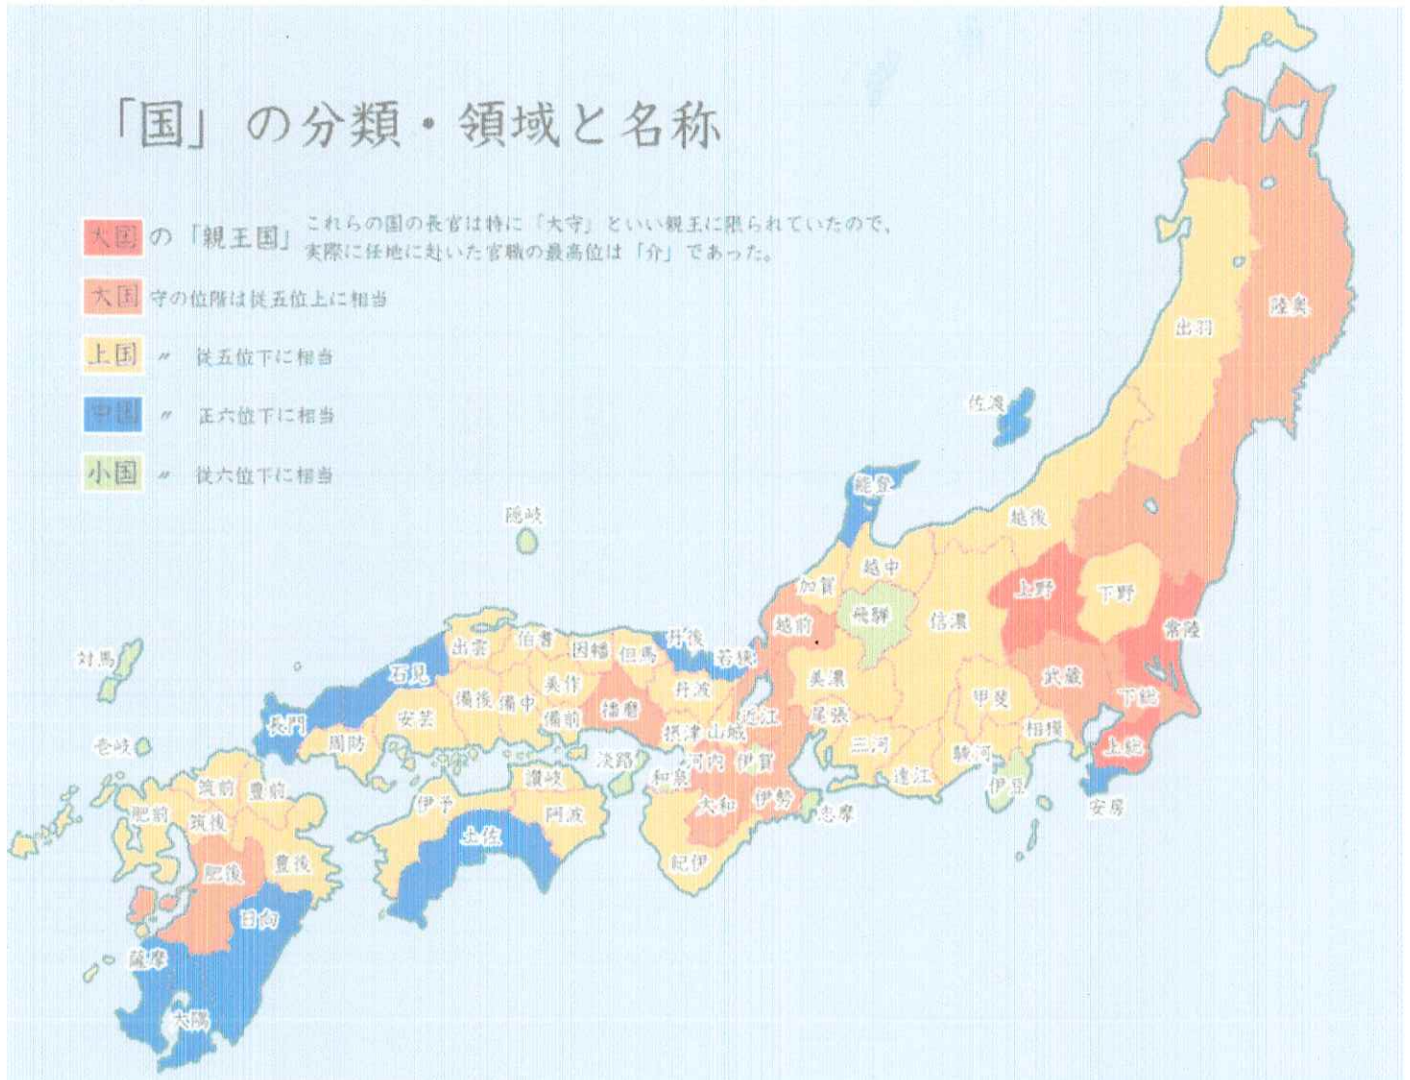 「国」の分類・領域と名称
大国の「親王国」
これらの国の長官は特に「大守」といい親王に限られていたので、
実際に任地に赴いた官職の最高位は「介」であった。
大国 守の位階は従五位上に相当
上国 〃 従五位下に相当
中国 〃 正六位下に相当
小国 〃 従六位下に相当
陸奥
出羽
佐渡
能登
越後
隠岐
越中
加賀
飛騨
信濃
上野
下野
常陸
越前
丹後
若狭
出雲
伯耆
因幡
但馬
対馬
石見
美濃
武蔵
下総
甲斐
丹波
美作
備後
備中
播磨
備前
安芸
長門
周防
近江
尾張
相模
摂津
山城
三河
駿河
上総
壱岐
淡路
河内
伊賀
和泉
遠江
伊豆
安房
志摩
伊勢
大和
讃岐
伊予
阿波
土佐
紀伊
筑前
豊前
肥前
筑後
豊後
肥後
日向
薩摩
大隅